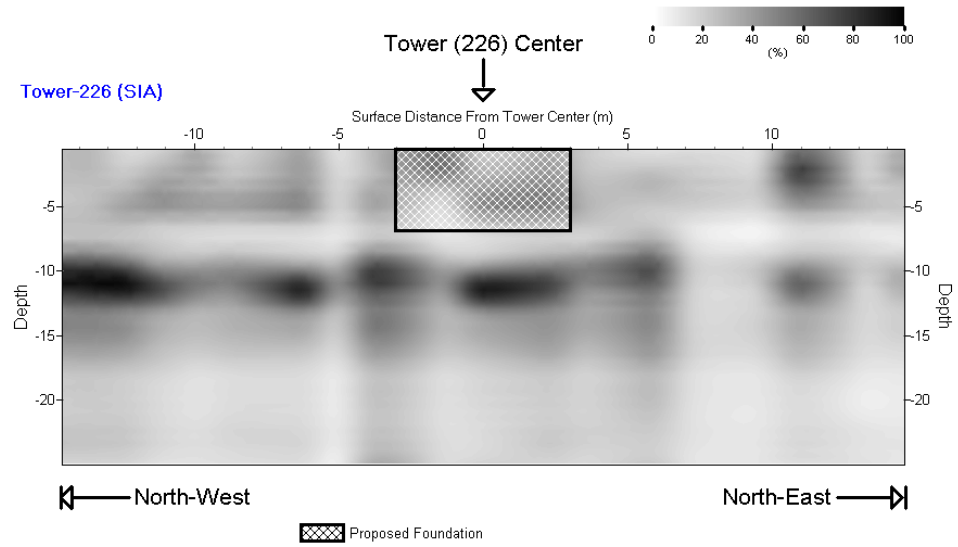 0 20 40 60 80 100
(%)
Tower (226) Center
Tower-226 (SIA)
Surface Distance From Tower Center (m)
-10 -5 0 5 10
-5 -5
-10 -10
Depth Depth
-15 -15
-20 -20
North-West North-East
Proposed Foundation